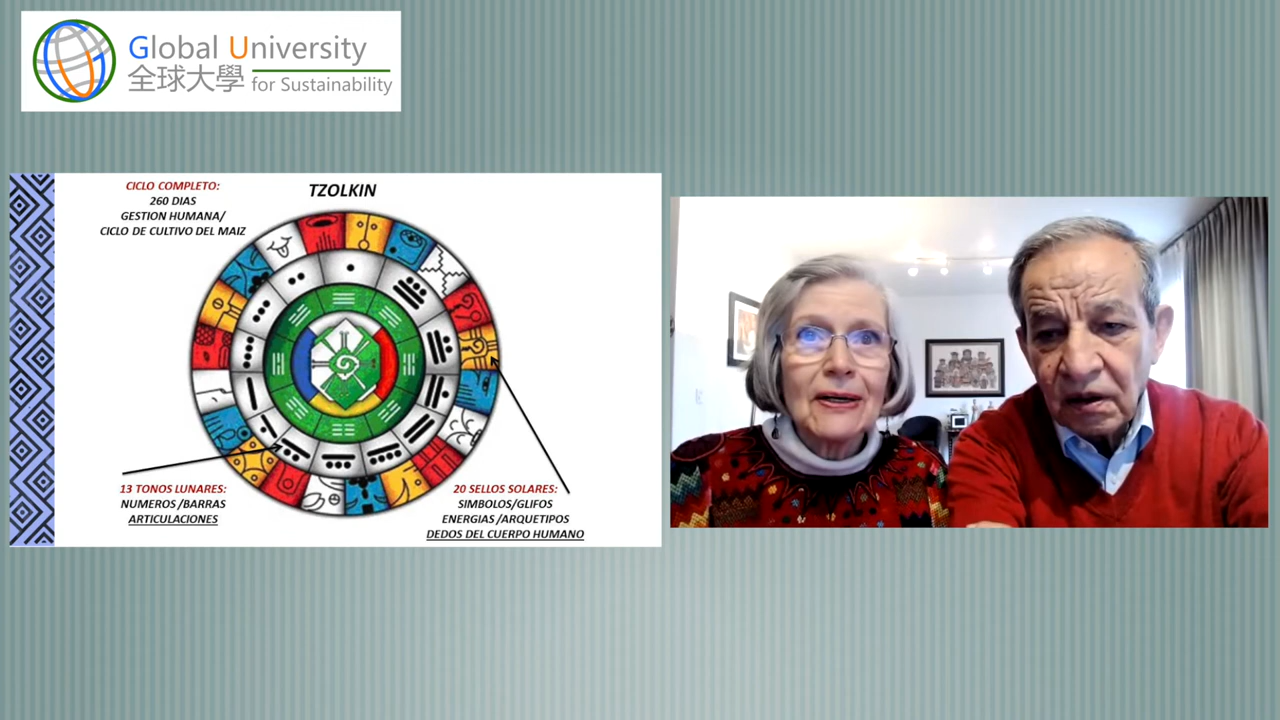 Global University
全球大學 for Sustainability
CICLO COMPLETO:
260 DIAS
GESTION HUMANA/
CICLO DE CULTIVO DEL MAIZ
TZOLKIN
13 TONOS LUNARES:
NUMEROS /BARRAS
ARTICULACIONES
20 SELLOS SOLARES:
SIMBOLOS/GLIFOS
ENERGIAS /ARQUETIPOS
DEDOS DEL CUERPO HUMANO